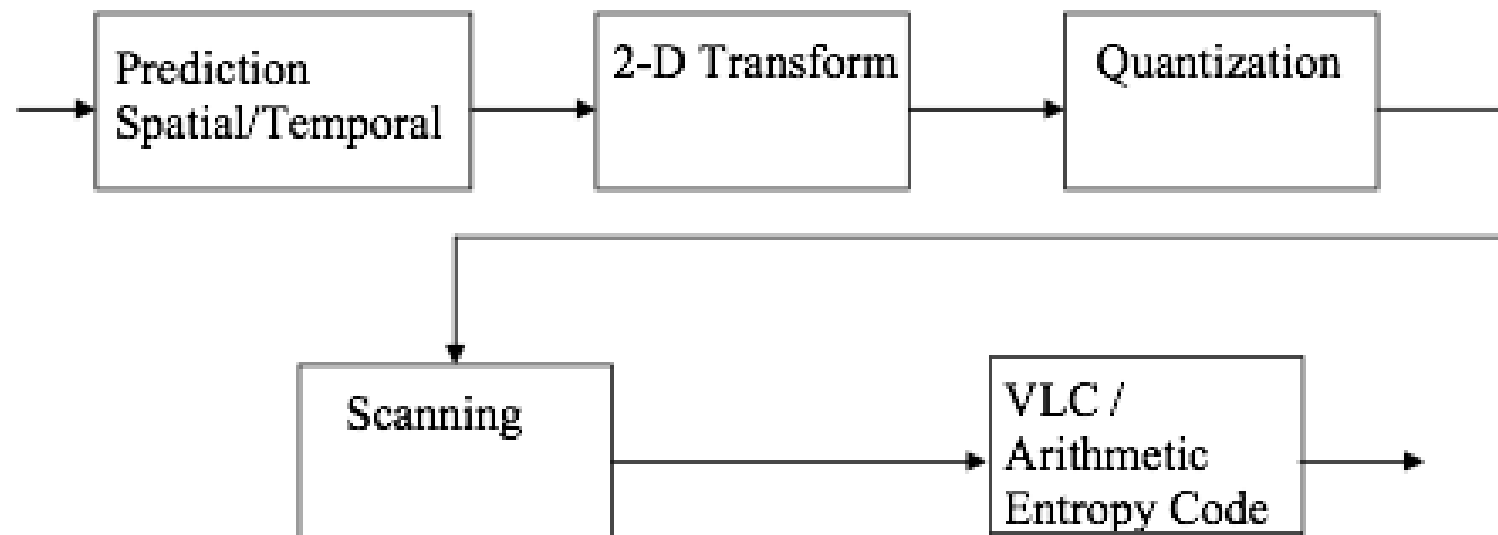 Prediction
Spatial/Temporal
2-D Transform
Quantization
Scanning
VLC /
Arithmetic
Entropy Code